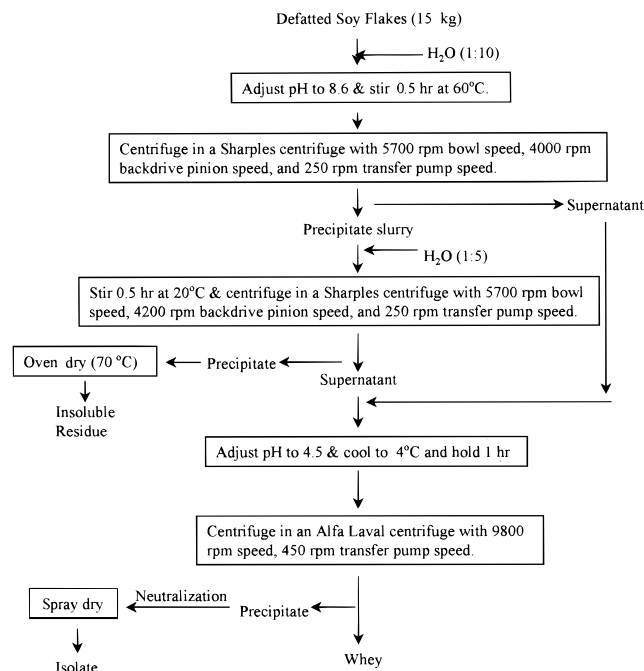 Defatted Soy Flakes (15 kg)
H₂O (1:10)
Adjust pH to 8.6 & stir 0.5 hr at 60°C.
Centrifuge in a Sharples centrifuge with 5700 rpm bowl speed, 4000 rpm
backdrive pinion speed, and 250 rpm transfer pump speed.
Supernatant
Precipitate slurry
H₂O (1:5)
Stir 0.5 hr at 20°C & centrifuge in a Sharples centrifuge with 5700 rpm bowl
speed, 4200 rpm backdrive pinion speed, and 250 rpm transfer pump speed.
Oven dry (70 °C)
Precipitate
Supernatant
Insoluble
Residue
Adjust pH to 4.5 & cool to 4°C and hold 1 hr
Centrifuge in an Alfa Laval centrifuge with 9800
rpm speed, 450 rpm transfer pump speed.
Spray dry
Neutralization
Precipitate
Isolate
Whey